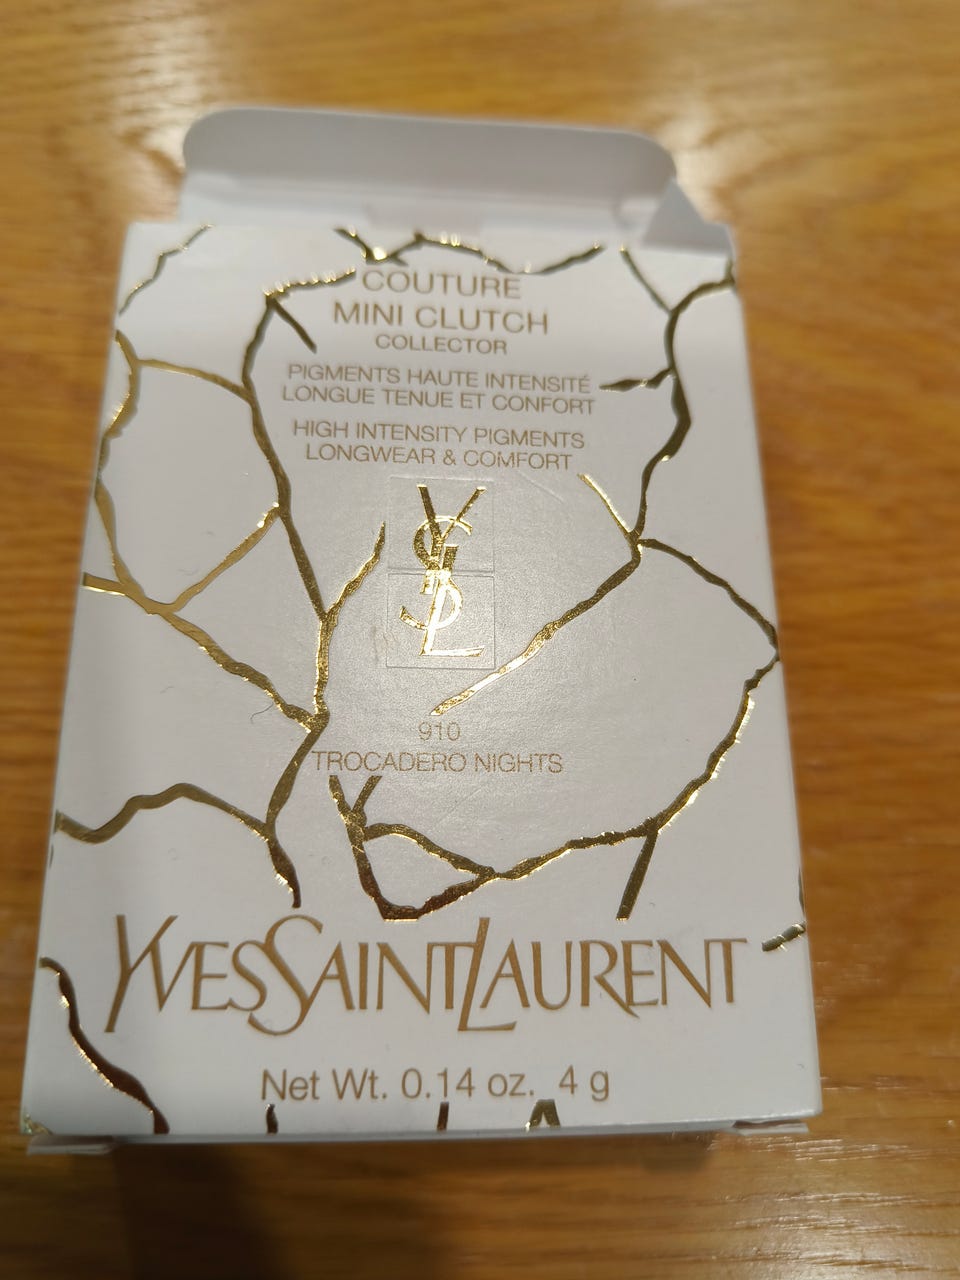 COUTURE
MINI CLUTCH
COLLECTOR
PIGMENTS HAUTE INTENSITÉ
LONGUE TENUE ET CONFORT
HIGH INTENSITY PIGMENTS
LONGWEAR & COMFORT
YSL
910
TROCADERO NIGHTS
YVESSAINTLAURENT
Net Wt. 0.14 oz. 4 g